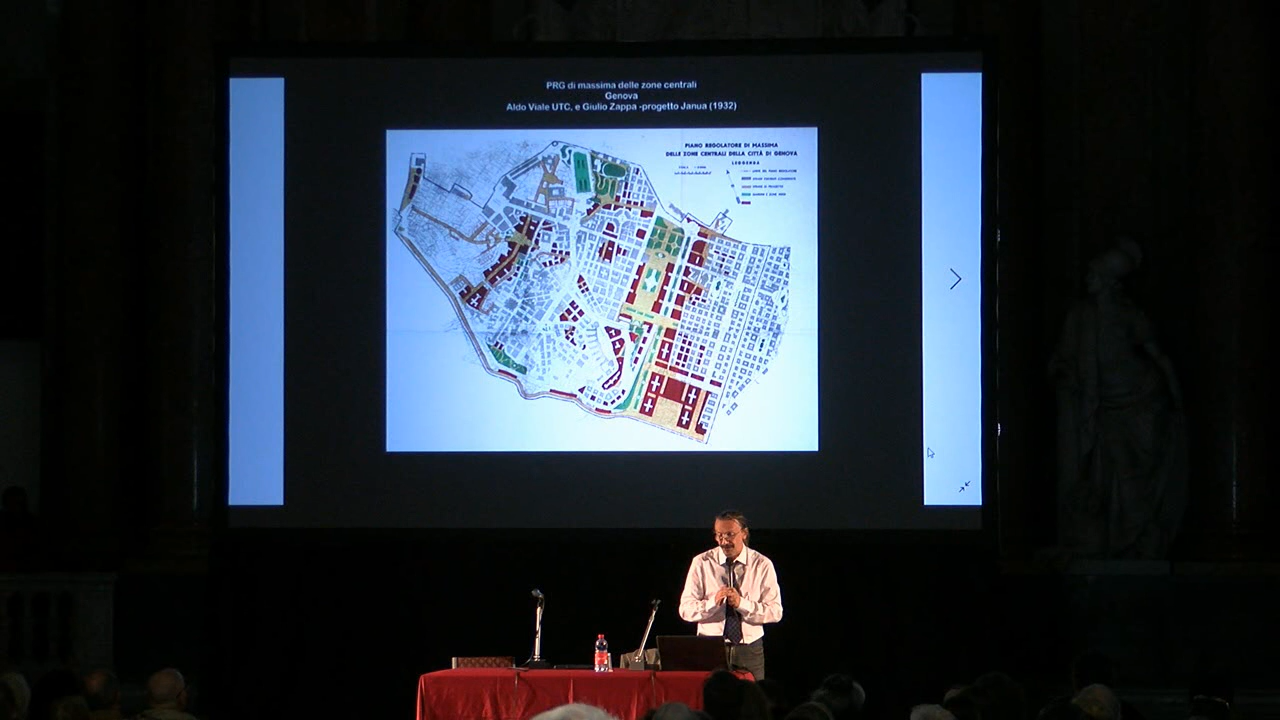 PRG di massima delle zone centrali
Genova
Aldo Viale UTC, e Giulio Zappa -progetto Janua (1932)
PIANO REGOLATORE DI MASSIMA
DELLE ZONE CENTRALI DELLA CITTÀ DI GENOVA
LEGGENDA